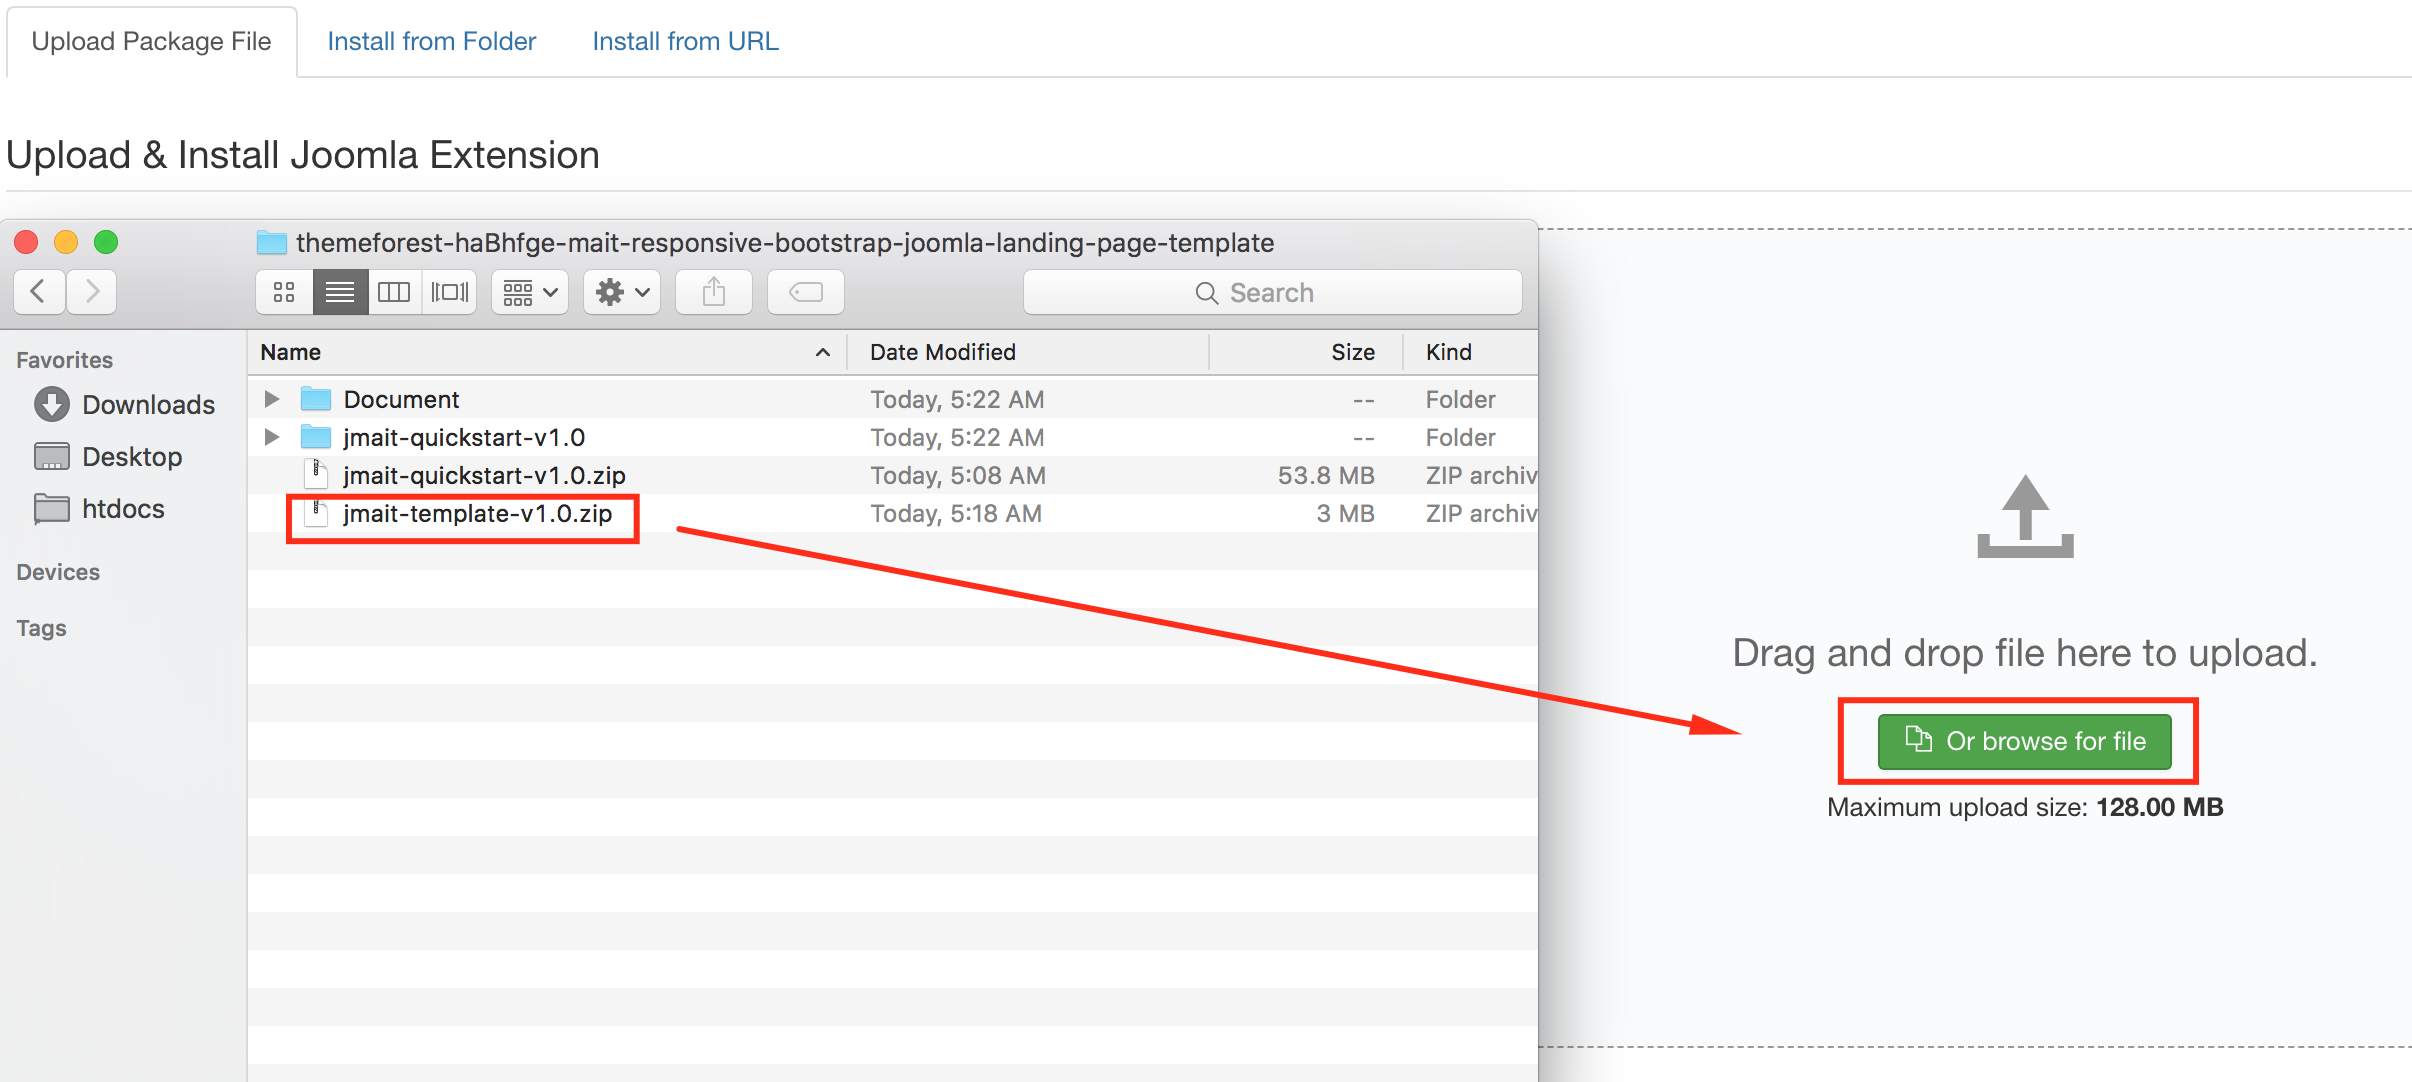 Upload Package File Install from Folder Install from URL
Upload & Install Joomla Extension
themeforest-haBhfge-mait-responsive-bootstrap-joomla-landing-page-template
Search
Favorites
Downloads
Desktop
htdocs
Devices
Tags
Name Date Modified Size Kind
Document Today, 5:22 AM -- Folder
jmait-quickstart-v1.0 Today, 5:22 AM -- Folder
jmait-quickstart-v1.0.zip Today, 5:08 AM 53.8 MB ZIP archiv
jmait-template-v1.0.zip Today, 5:18 AM 3 MB ZIP archiv
Drag and drop file here to upload.
Or browse for file
Maximum upload size: 128.00 MB